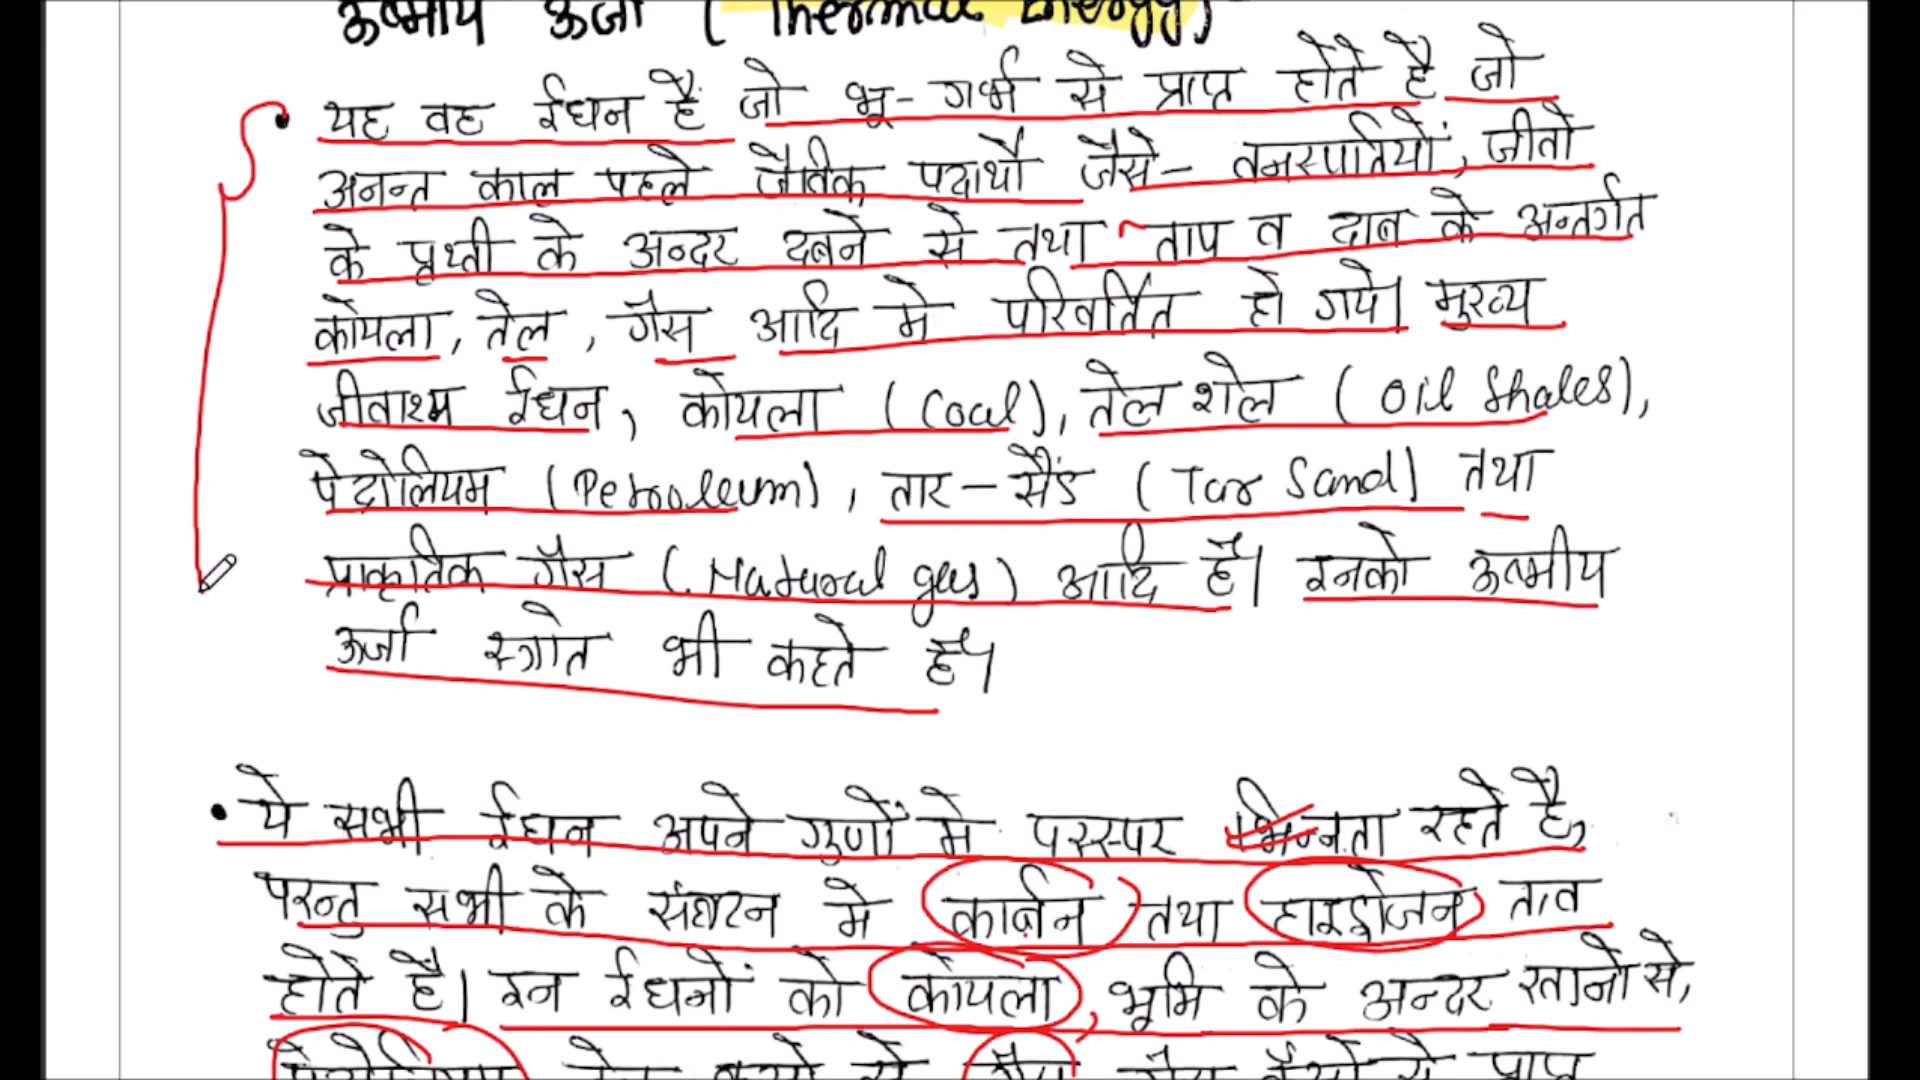 ऊष्मीय ऊर्जा (Thermal Energy)
• यह वह ईंधन हैं जो भू-गर्भ से प्राप्त होते है जो
अनन्त काल पहले जैविक पदार्थों जैसे- वनस्पतियों, जीवो
के पृथ्वी के अन्दर दबने से तथा ताप व दाब के अन्तर्गत
कोयला, तेल, गैस आदि मे परिवर्तित हो गये। मुख्य
जीवाश्म ईंधन, कोयला (Coal), तेल शेल (Oil Shales),
पेट्रोलियम (Petroleum), तार-सैंड (Tar Sand) तथा
प्राकृतिक गैस (Natural gas) आदि हैं। इनको ऊष्मीय
ऊर्जा स्त्रोत भी कहते हैं।
• ये सभी ईंधन अपने गुणों मे परस्पर भिन्नता रखते है,
परन्तु सभी के संघटन मे कार्बन तथा हाइड्रोजन तत्व
होते है। इन ईधनों को कोयला, भूमि के अन्दर खानो से,
पेट्रोलियम तेल कुओ से गैस गैस कुँओ से प्राप्त